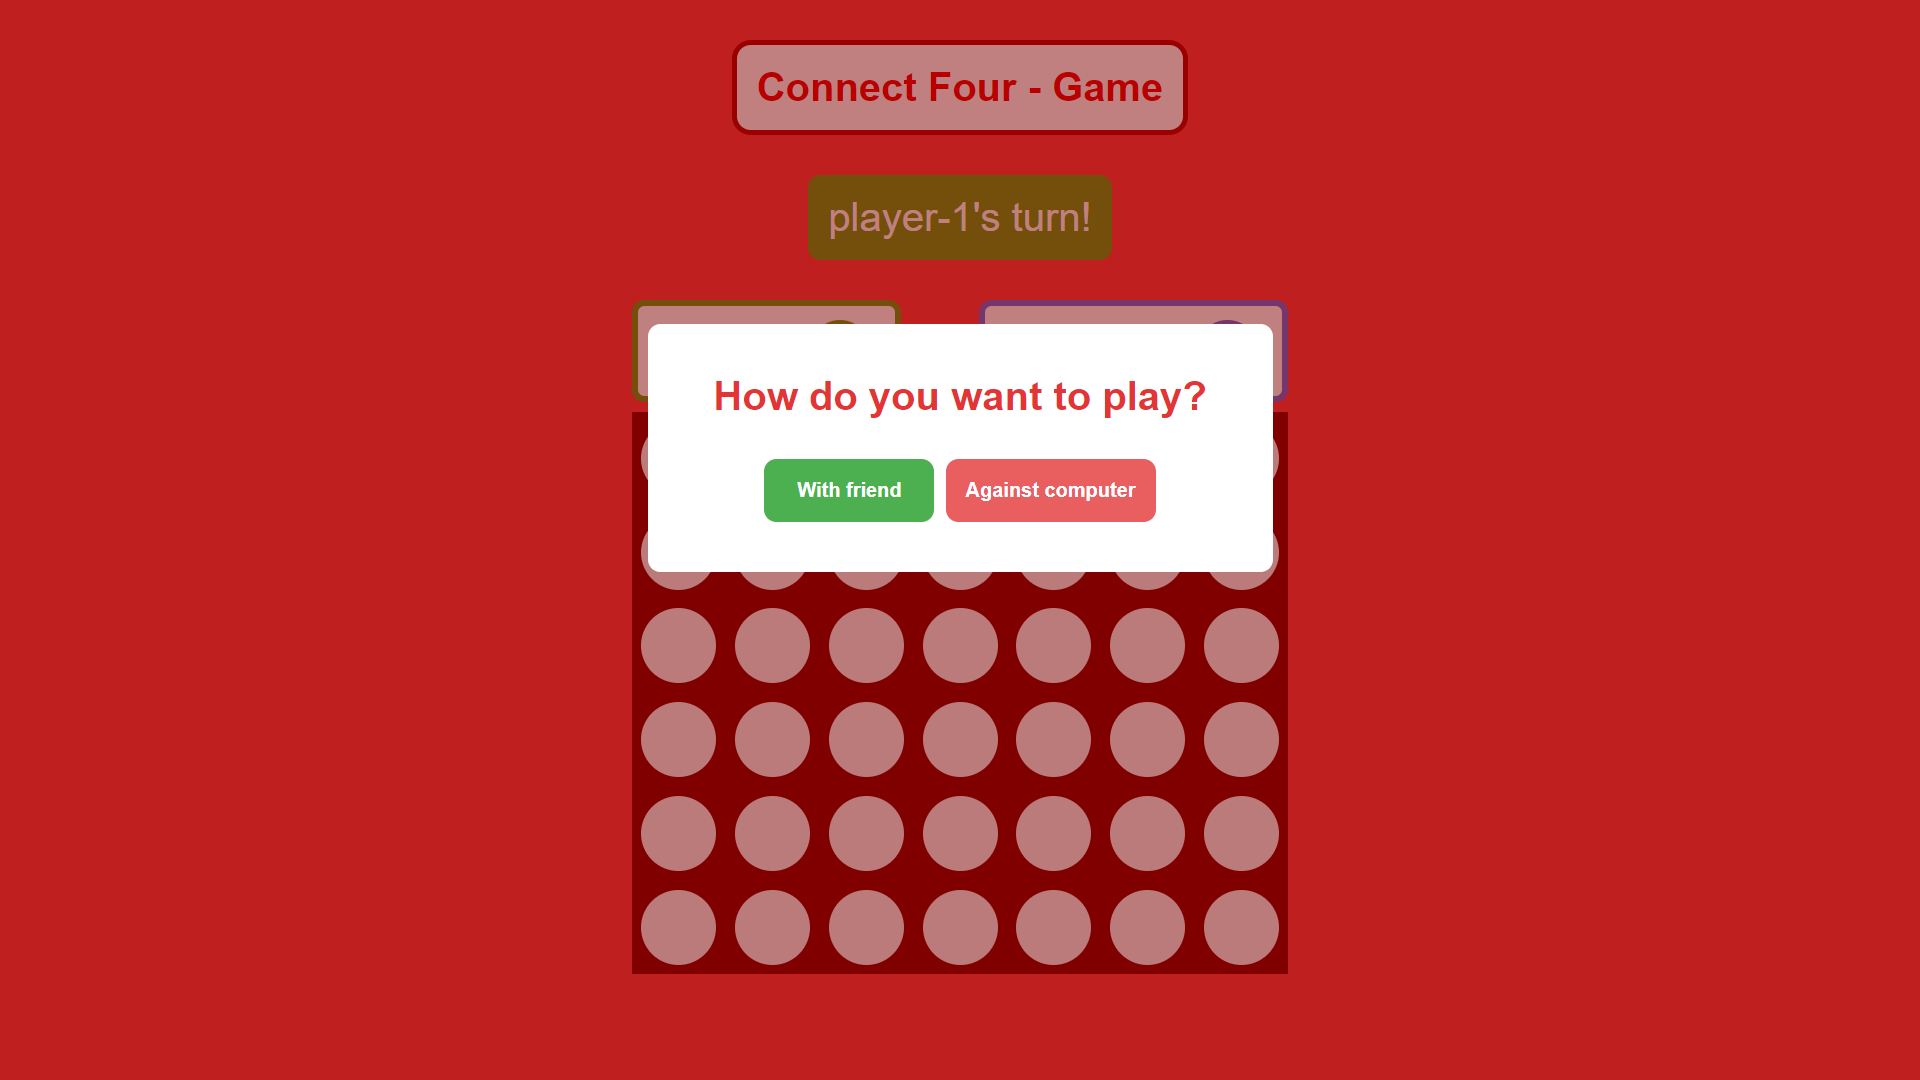 Connect Four - Game
player-1's turn!
How do you want to play?
With friend
Against computer